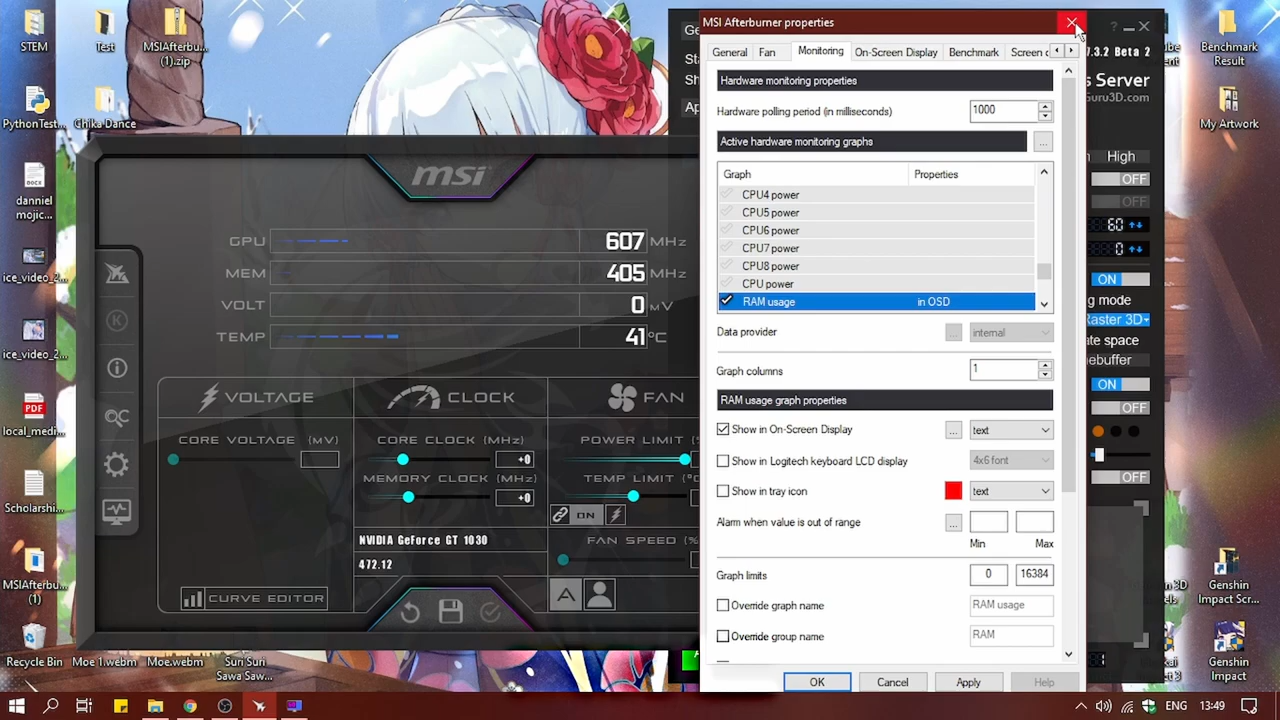 STEM
Test
MSIAfterbu...
(1).zip
PythonTest...
Chika Dance
danniel
mojic...
ice_video_2...
ice_video_2...
local_medi...
Scholarshi...
MSIAfterbu...
(1)
Recycle Bin
Moe 1.webm
Moe.webm
Sun Sun
Sawa Saw...
msi
GPU
607 MHz
MEM
405 MHz
VOLT
0 MV
TEMP
41 °C
VOLTAGE
CLOCK
FAN
CORE VOLTAGE (MV)
CORE CLOCK (MHz)
+0
MEMORY CLOCK (MHz)
+0
POWER LIMIT (%
TEMP LIMIT (°C
ON
FAN SPEED (%
A
NVIDIA GeForce GT 1030
472.12
CURVE EDITOR
MSI Afterburner properties
General
Fan
Monitoring
On-Screen Display
Benchmark
Screen c
Hardware monitoring properties
Hardware polling period (in milliseconds)
1000
Active hardware monitoring graphs
...
Graph
Properties
CPU4 power
CPU5 power
CPU6 power
CPU7 power
CPU8 power
CPU power
RAM usage
in OSD
Data provider
...
internal
Graph columns
1
RAM usage graph properties
Show in On-Screen Display
...
text
Show in Logitech keyboard LCD display
4x6 font
Show in tray icon
text
Alarm when value is out of range
...
Min
Max
Graph limits
0
16384
Override graph name
RAM usage
Override group name
RAM
OK
Cancel
Apply
Help
Ge
Sta
Sh
Ap
?
7.3.2 Beta 2
s Server
Guru3D.com
High
OFF
OFF
60
0
ON
g mode
Raster 3D
ate space
nebuffer
ON
OFF
OFF
Benchmark
Result
My Artwork
Genshin
Impact Scr...
Genshin
Impact
PDF
DOCX
K
ENG
13:49